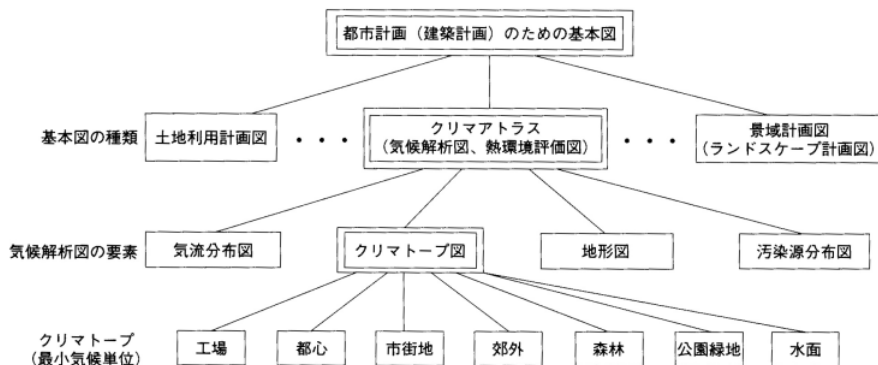 都市計画（建築計画）のための基本図
基本図の種類
土地利用計画図
・・・
クリマアトラス
（気候解析図、熱環境評価図）
・・・
景域計画図
（ランドスケープ計画図）
気候解析図の要素
気流分布図
クリマトープ図
地形図
汚染源分布図
クリマトープ
（最小気候単位）
工場
都心
市街地
郊外
森林
公園緑地
水面